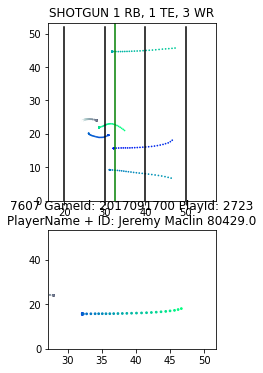 SHOTGUN 1 RB, 1 TE, 3 WR
50
40
30
20
10
0
20 30 40 50
7607 GameId: 2017091700 PlayId: 2723
PlayerName + ID: Jeremy Maclin 80429.0
40
20
0
30 35 40 45 50